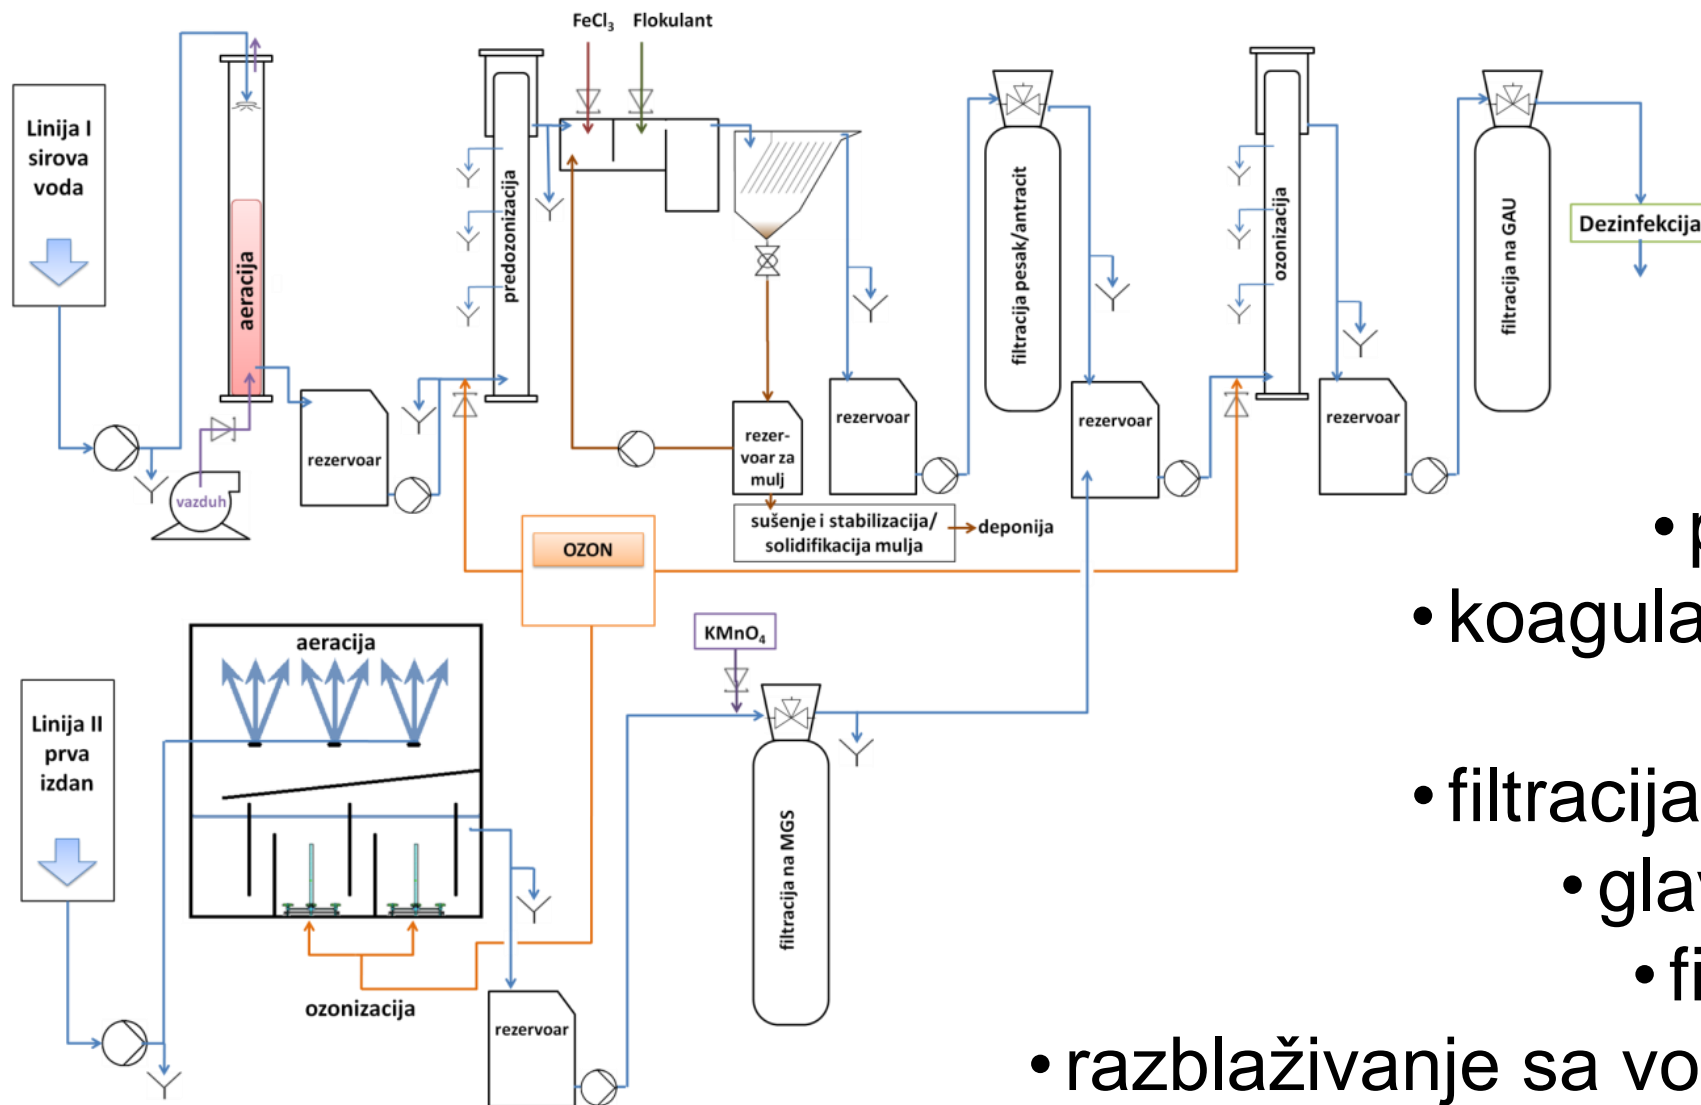 FeCl₃ Flokulant
Linija I
sirova
voda
aeracija
vazduh
rezervoar
predozonizacija
rezer-
voar za
mulj
sušenje i stabilizacija/
solidifikacija mulja
deponija
rezervoar
filtracija pesak/antracit
rezervoar
ozonizacija
rezervoar
filtracija na GAU
Dezinfekcija
OZON
Linija II
prva
izdan
aeracija
ozonizacija
rezervoar
KMnO₄
filtracija na MGS
• p
• koagula
• filtracija
• glav
• fi
• razblaživanje sa vo